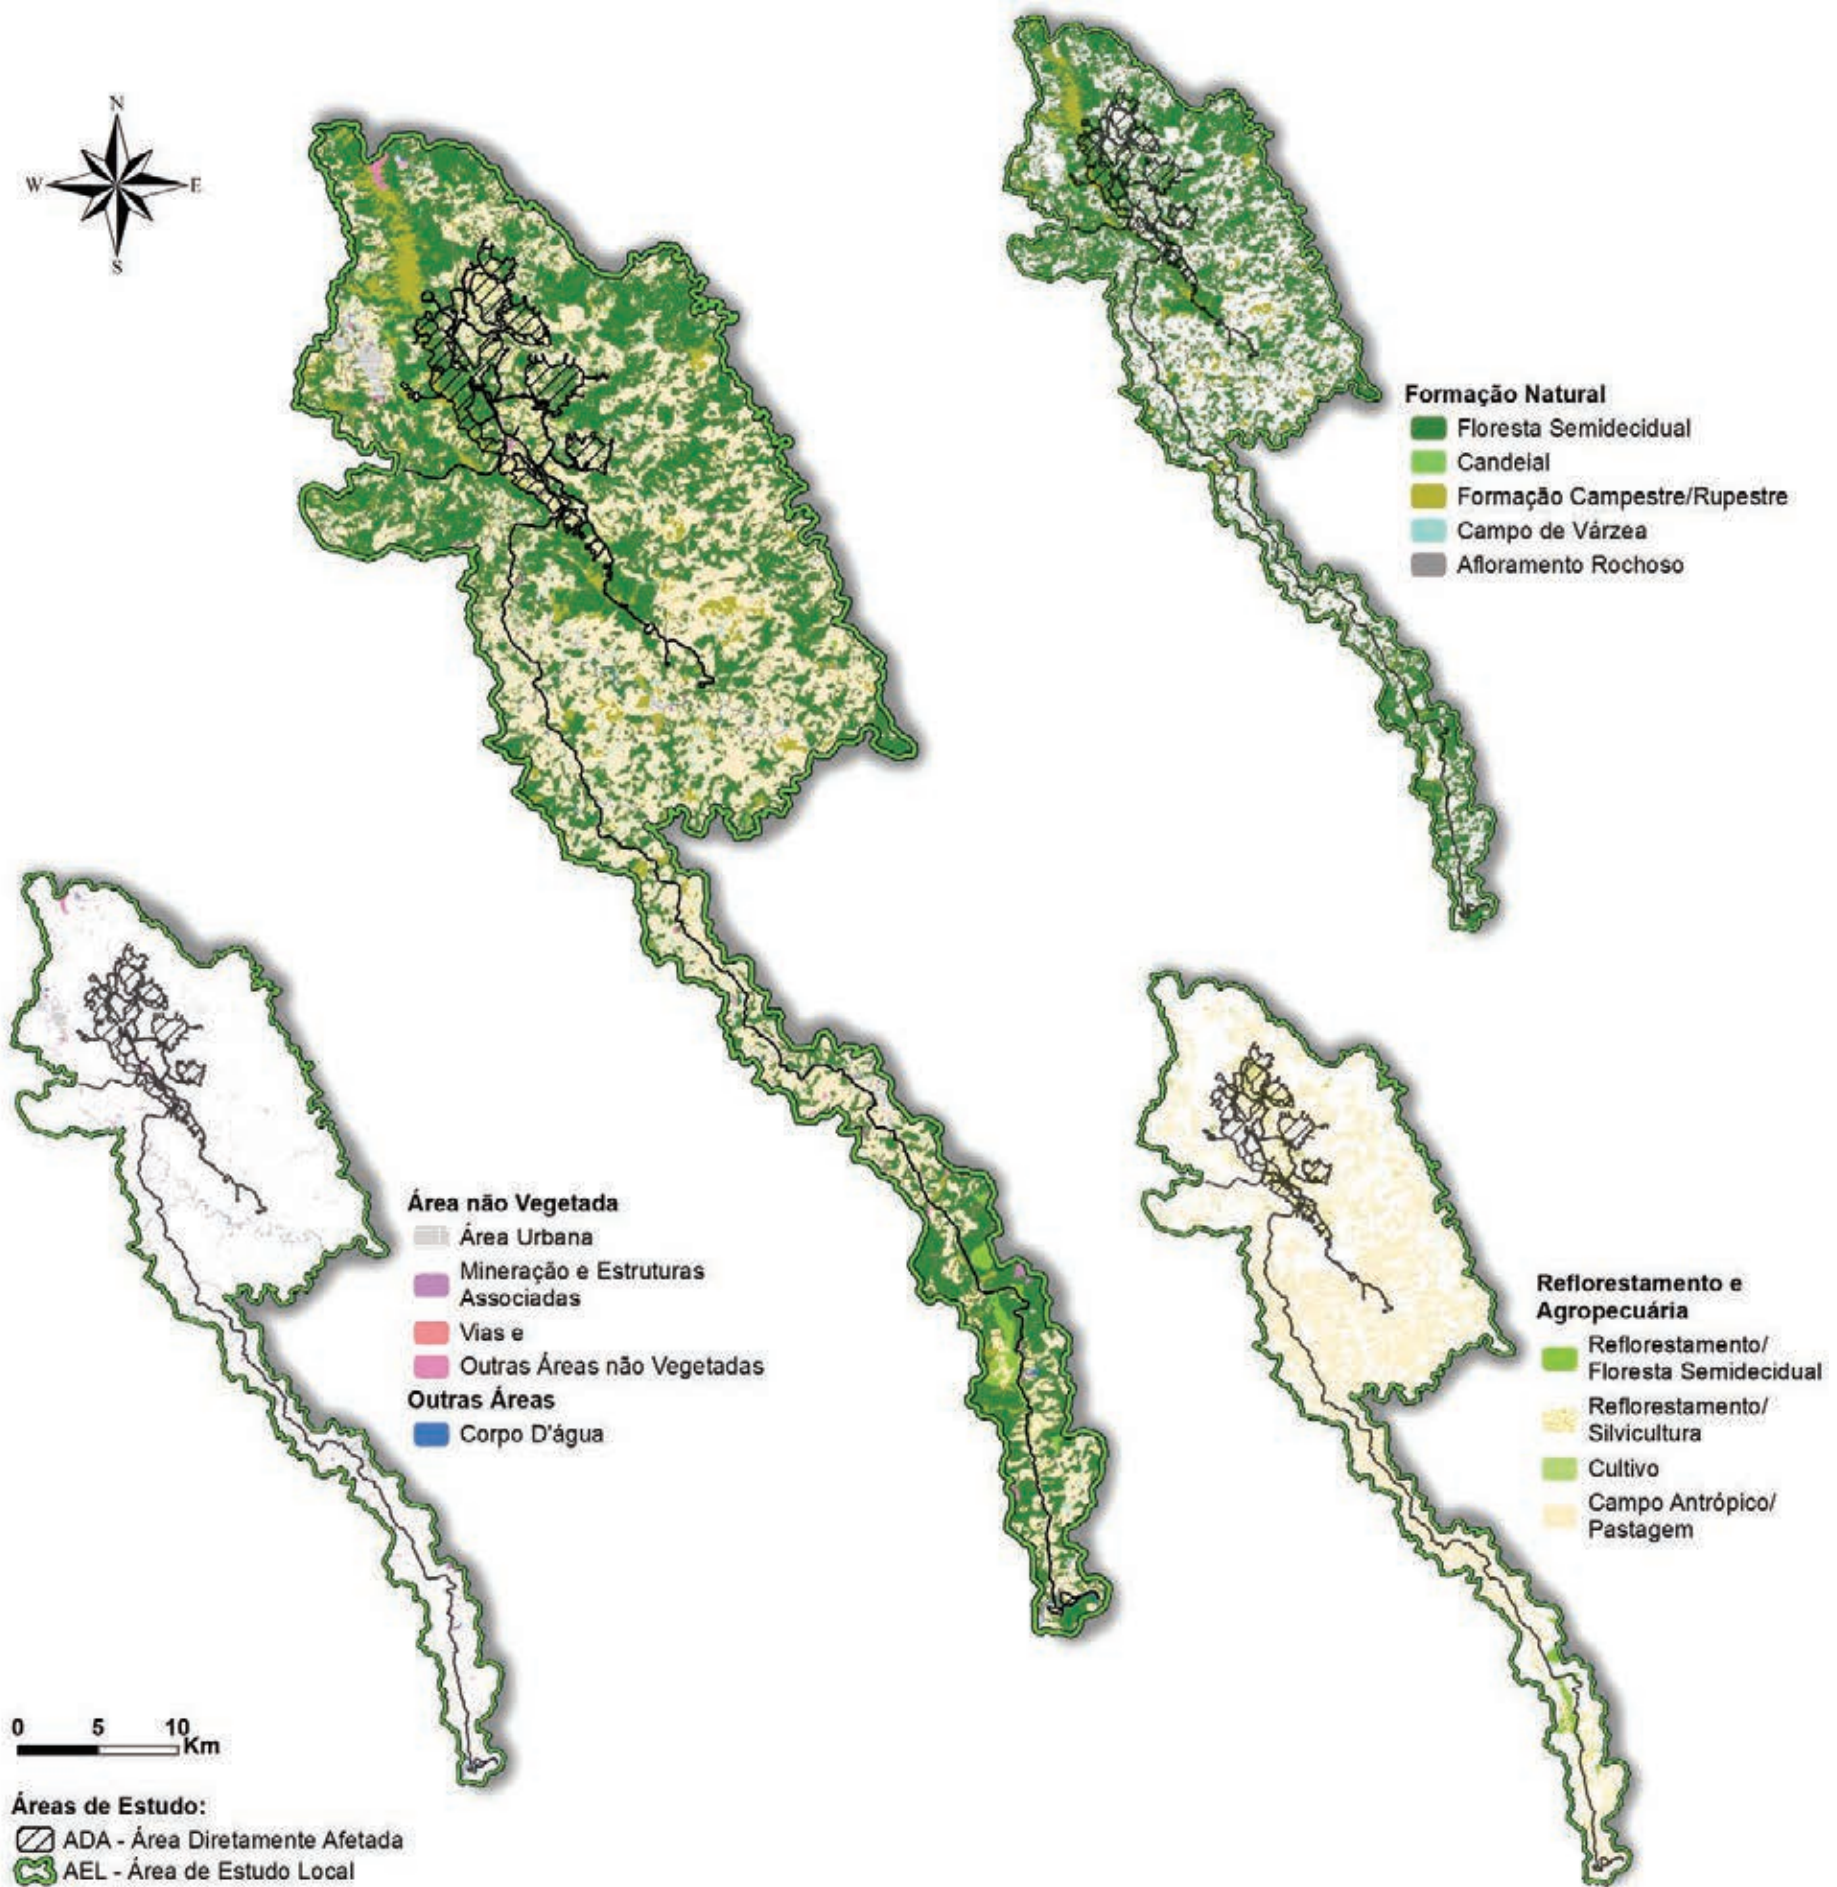 N
W
E
S
Formação Natural
Floresta Semidecidual
Candeial
Formação Campestre/Rupestre
Campo de Várzea
Afloramento Rochoso
Área não Vegetada
Área Urbana
Mineração e Estruturas
Associadas
Vias e
Outras Áreas não Vegetadas
Outras Áreas
Corpo D'água
Reflorestamento e
Agropecuária
Reflorestamento/
Floresta Semidecidual
Reflorestamento/
Silvicultura
Cultivo
Campo Antrópico/
Pastagem
0 5 10
Km
Áreas de Estudo:
ADA - Área Diretamente Afetada
AEL - Área de Estudo Local